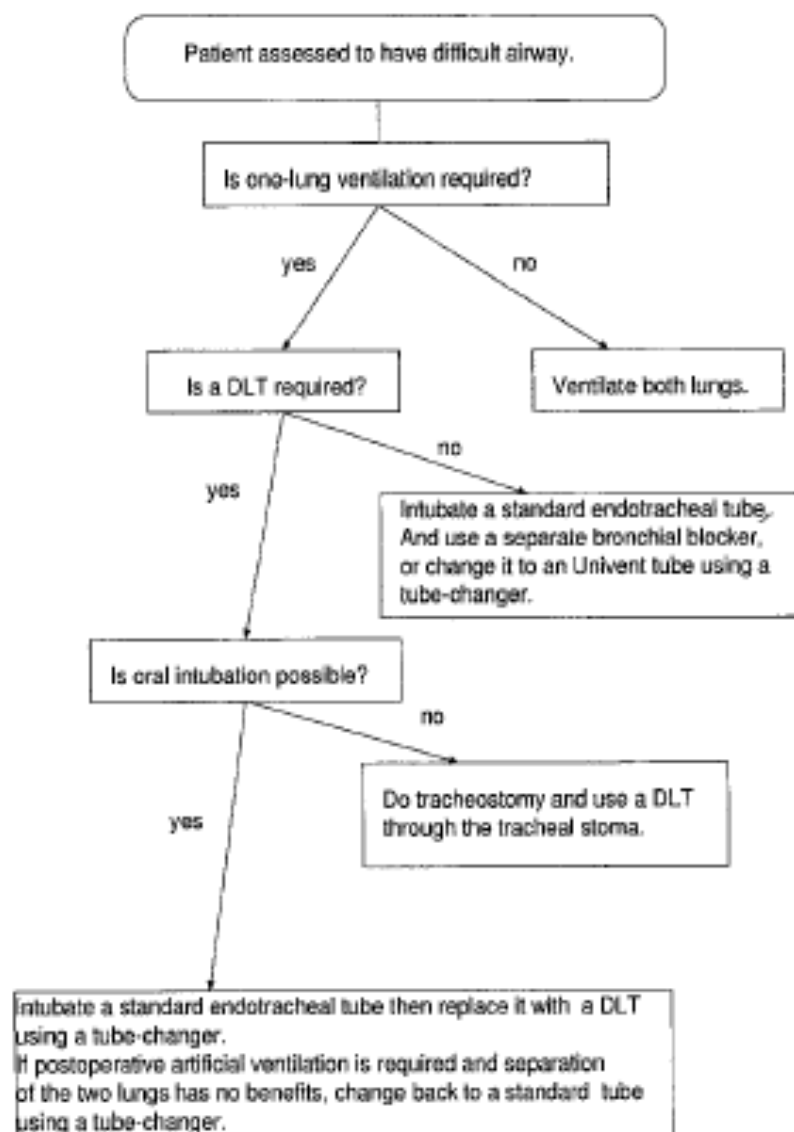 Patient assessed to have difficult airway.
Is one-lung ventilation required?
yes
no
Is a DLT required?
Ventilate both lungs.
no
yes
Intubate a standard endotracheal tube.
And use a separate bronchial blocker,
or change it to an Univent tube using a
tube-changer.
Is oral intubation possible?
no
yes
Do tracheostomy and use a DLT
through the tracheal stoma.
Intubate a standard endotracheal tube then replace it with a DLT
using a tube-changer.
If postoperative artificial ventilation is required and separation
of the two lungs has no benefits, change back to a standard tube
using a tube-changer.